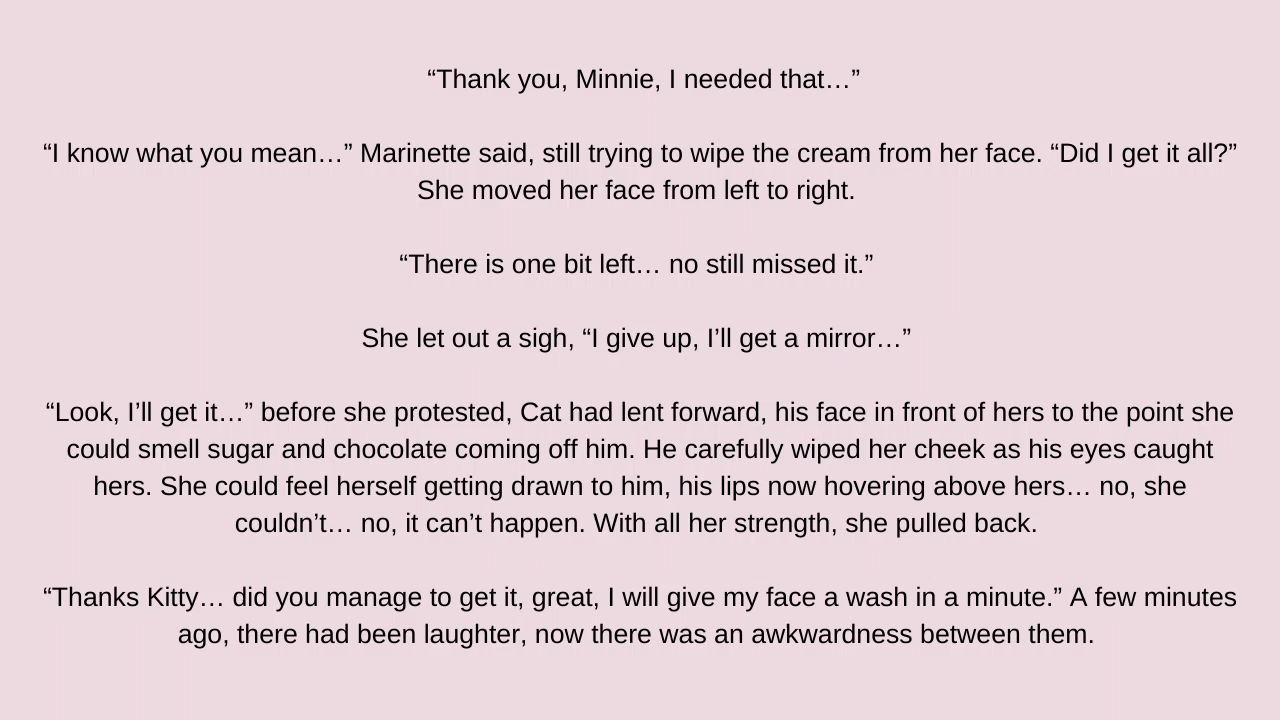 “Thank you, Minnie, I needed that…”
“I know what you mean…” Marinette said, still trying to wipe the cream from her face. “Did I get it all?”
She moved her face from left to right.
“There is one bit left… no still missed it.”
She let out a sigh, “I give up, I’ll get a mirror…”
“Look, I’ll get it…” before she protested, Cat had lent forward, his face in front of hers to the point she
could smell sugar and chocolate coming off him. He carefully wiped her cheek as his eyes caught
hers. She could feel herself getting drawn to him, his lips now hovering above hers… no, she
couldn’t… no, it can’t happen. With all her strength, she pulled back.
“Thanks Kitty… did you manage to get it, great, I will give my face a wash in a minute.” A few minutes
ago, there had been laughter, now there was an awkwardness between them.